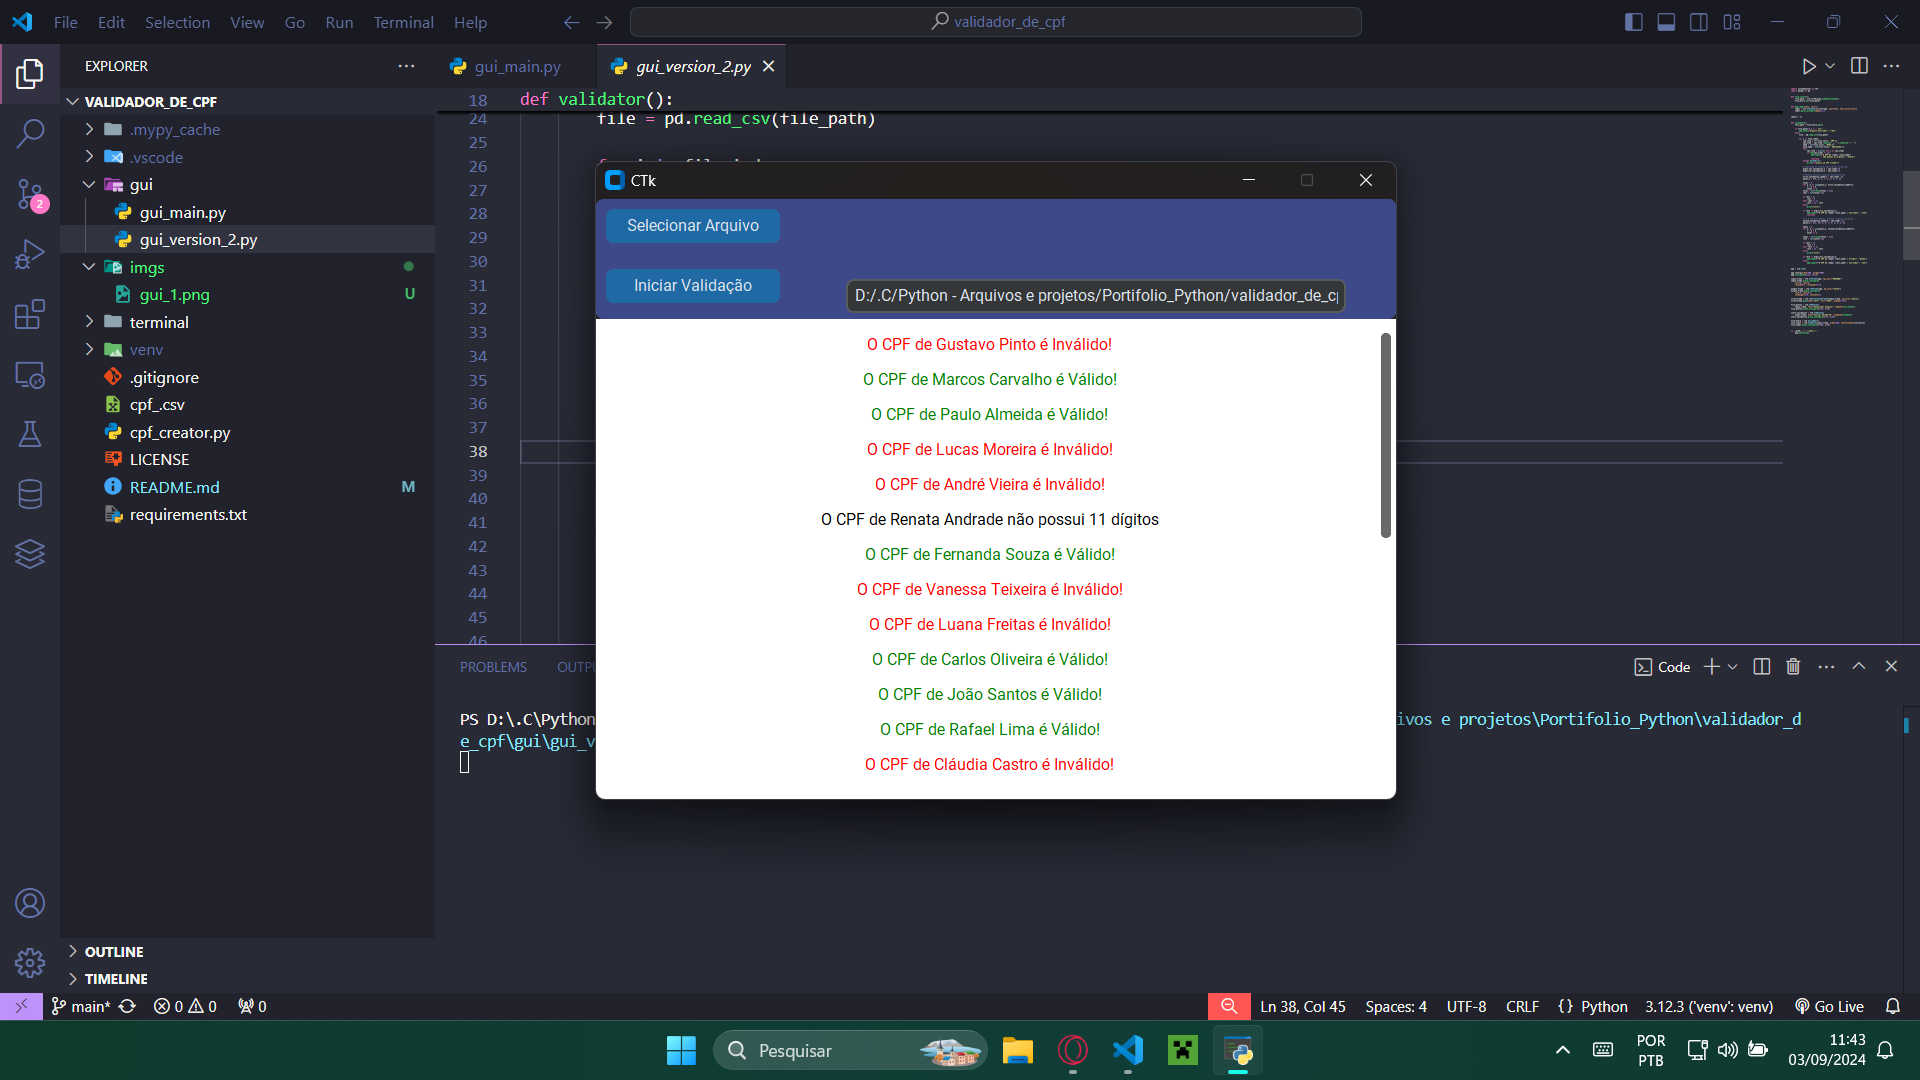 File Edit Selection View Go Run Terminal Help
validador_de_cpf
EXPLORER
VALIDADOR_DE_CPF
.mypy_cache
.vscode
gui
gui_main.py
gui_version_2.py
imgs
gui_1.png U
terminal
venv
.gitignore
cpf_.csv
cpf_creator.py
LICENSE
README.md M
requirements.txt
OUTLINE
TIMELINE
2
gui_main.py
gui_version_2.py
18 def validator():
24 file = pd.read_csv(file_path)
25
26
27
28
29
30
31
32
33
34
35
36
37
38
39
40
41
42
43
44
45
46
CTk
Selecionar Arquivo
Iniciar Validação
D:/.C/Python - Arquivos e projetos/Portifolio_Python/validador_de_cp
O CPF de Gustavo Pinto é Inválido!
O CPF de Marcos Carvalho é Válido!
O CPF de Paulo Almeida é Válido!
O CPF de Lucas Moreira é Inválido!
O CPF de André Vieira é Inválido!
O CPF de Renata Andrade não possui 11 dígitos
O CPF de Fernanda Souza é Válido!
O CPF de Vanessa Teixeira é Inválido!
O CPF de Luana Freitas é Inválido!
O CPF de Carlos Oliveira é Válido!
O CPF de João Santos é Válido!
O CPF de Rafael Lima é Válido!
O CPF de Cláudia Castro é Inválido!
PROBLEMS OUTPU
Code
PS D:\.C\Python ivos e projetos\Portifolio_Python\validador_d
e_cpf\gui\gui_v
main* 0 0 0
Ln 38, Col 45 Spaces: 4 UTF-8 CRLF {} Python 3.12.3 ('venv': venv) Go Live
Pesquisar
POR
PTB
11:43
03/09/2024